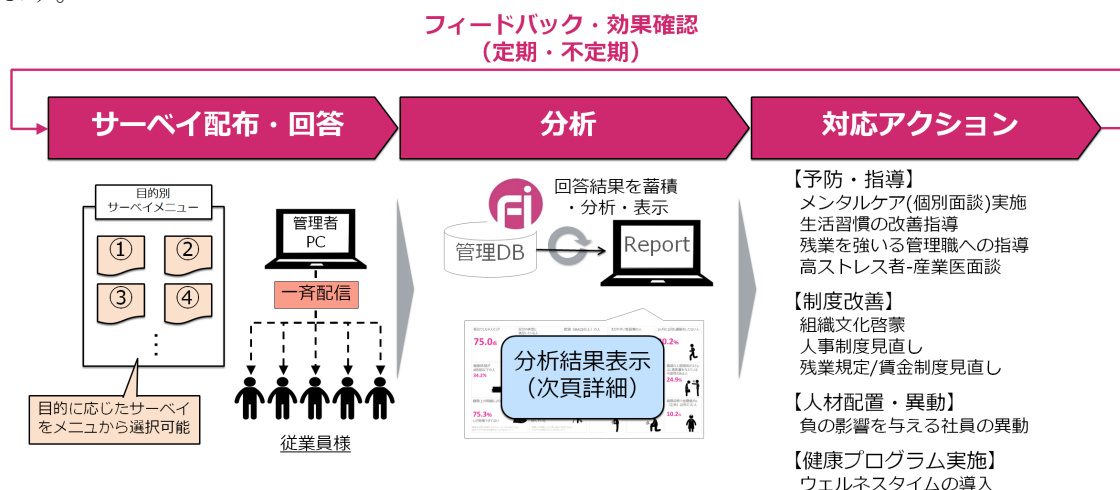 フィードバック・効果確認
（定期・不定期）
サーベイ配布・回答
分析
対応アクション
目的別
サーベイメニュー
①
②
③
④
⋮
目的に応じたサーベイ
をメニュから選択可能
管理者
PC
一斉配信
従業員様
回答結果を蓄積
・分析・表示
管理DB
Report
75.0
34.2%
75.3%
0.2%
24.9%
10.2
分析結果表示
（次頁詳細）
【予防・指導】
メンタルケア(個別面談)実施
生活習慣の改善指導
残業を強いる管理職への指導
高ストレス者-産業医面談
【制度改善】
組織文化啓蒙
人事制度見直し
残業規定/賃金制度見直し
【人材配置・異動】
負の影響を与える社員の異動
【健康プログラム実施】
ウェルネスタイムの導入